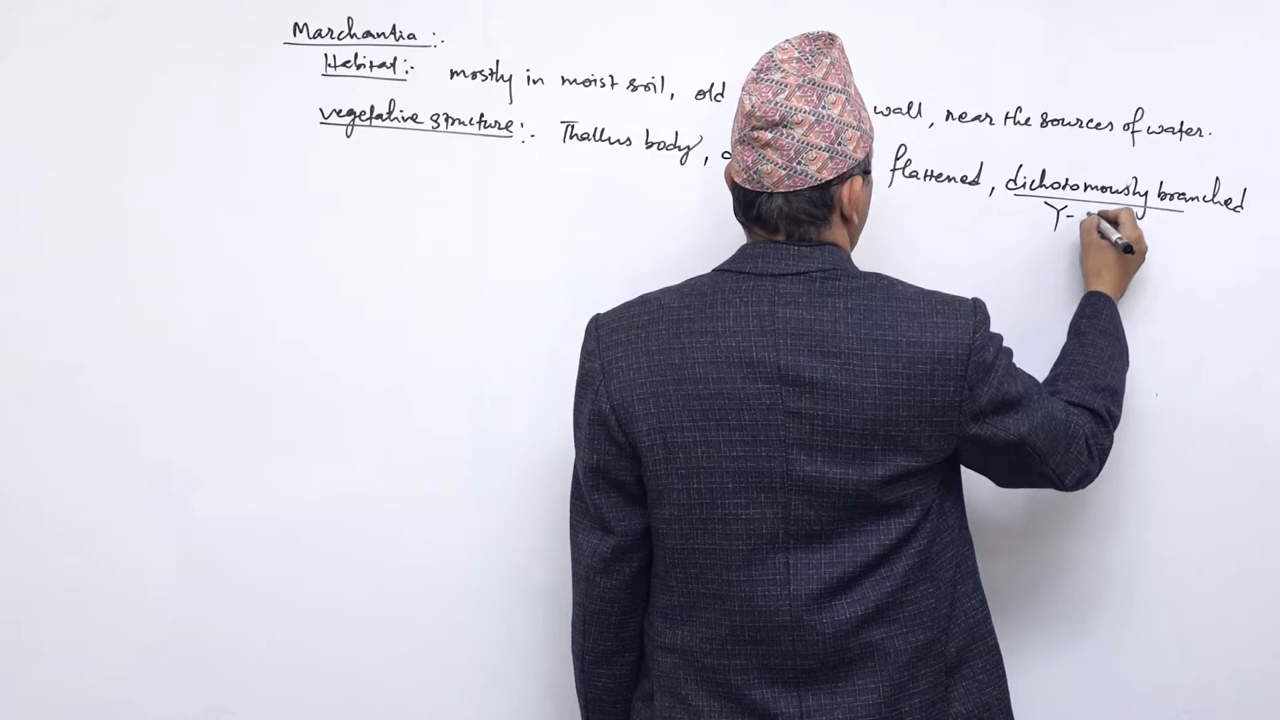 Marchantia :-
Habitat :- mostly in moist soil, old wall, near the sources of water.
vegetative structure :- Thallus body, flattened, dichotomously branched
Y-